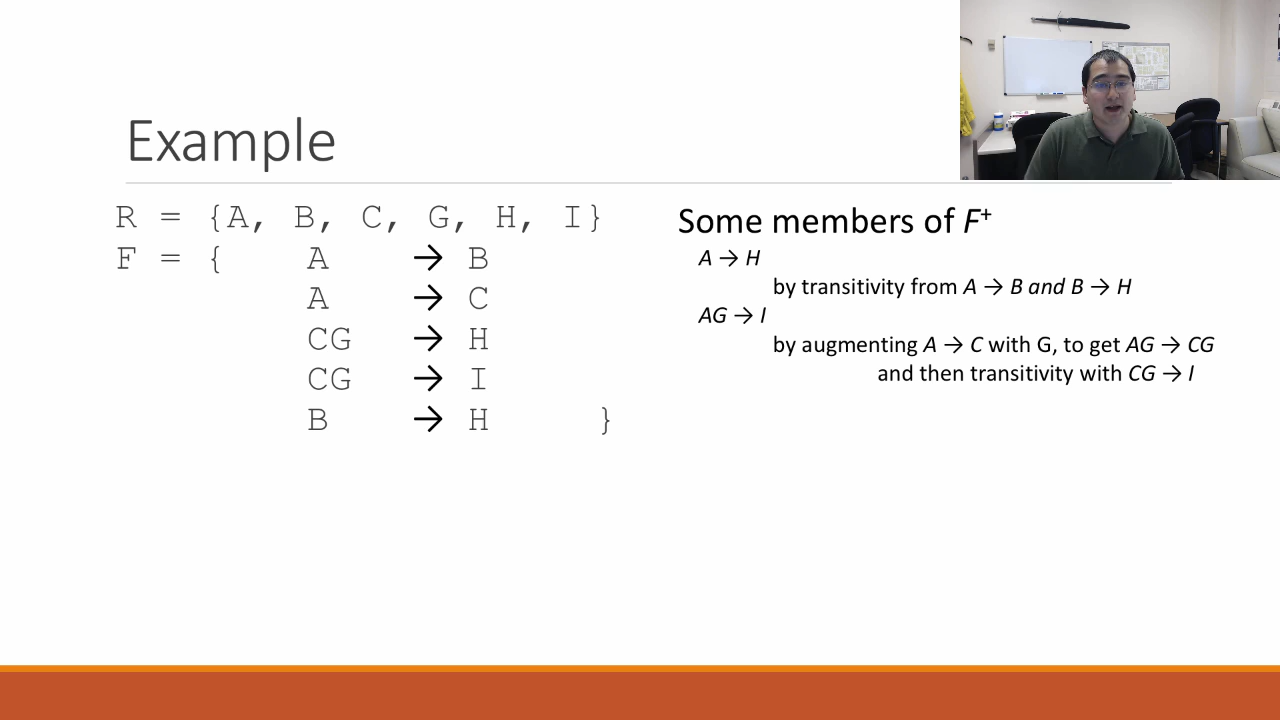 Example
R = {A, B, C, G, H, I}
F = { A → B
A → C
CG → H
CG → I
B → H }
Some members of F+
A → H
by transitivity from A → B and B → H
AG → I
by augmenting A → C with G, to get AG → CG
and then transitivity with CG → I